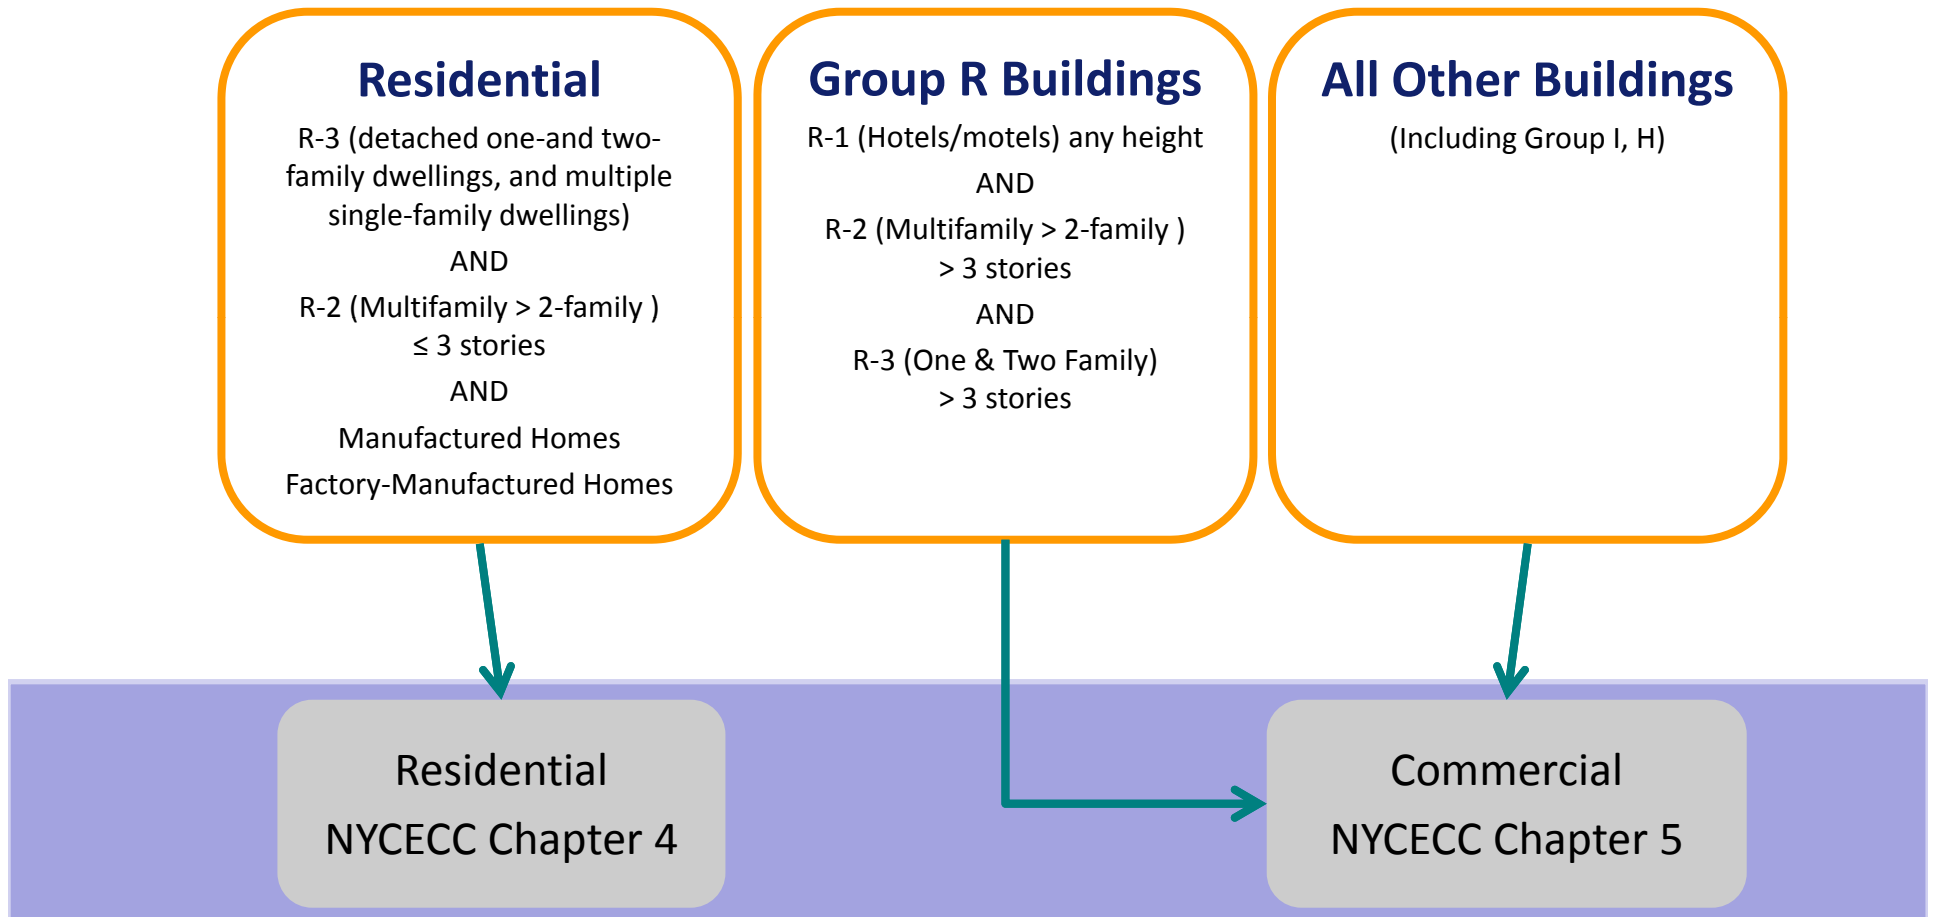 Residential
R-3 (detached one-and two-
family dwellings, and multiple
single-family dwellings)
AND
R-2 (Multifamily > 2-family )
≤ 3 stories
AND
Manufactured Homes
Factory-Manufactured Homes
Group R Buildings
R-1 (Hotels/motels) any height
AND
R-2 (Multifamily > 2-family )
> 3 stories
AND
R-3 (One & Two Family)
> 3 stories
All Other Buildings
(Including Group I, H)
Residential
NYCECC Chapter 4
Commercial
NYCECC Chapter 5